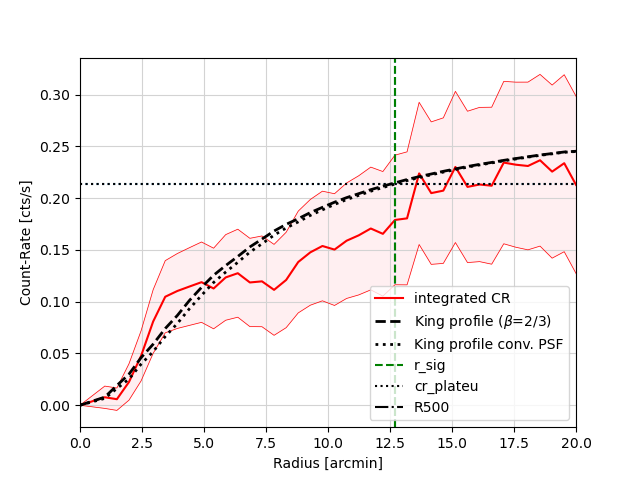 0.30
0.25
0.20
0.15
0.10
0.05
0.00
Count-Rate [cts/s]
integrated CR
King profile (β=2/3)
King profile conv. PSF
r_sig
cr_plateu
R500
0.0 2.5 5.0 7.5 10.0 12.5 15.0 17.5 20.0
Radius [arcmin]